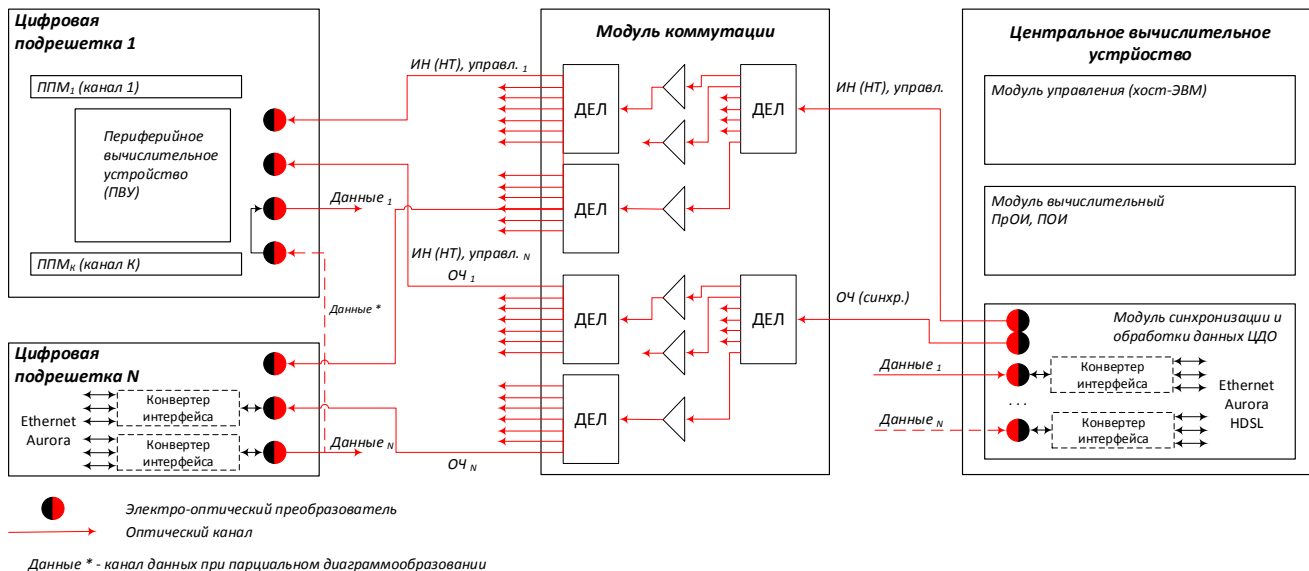 Цифровая
подрешетка 1
ППМ1 (канал 1)
Периферийное
вычислительное
устройство
(ПВУ)
ППМК (канал К)
Данные 1
Данные *
Цифровая
подрешетка N
Ethernet
Aurora
Конвертер
интерфейса
Конвертер
интерфейса
Данные N
ИН (НТ), управл. 1
ИН (НТ), управл. N
ОЧ 1
ОЧ N
Модуль коммутации
ДЕЛ
ДЕЛ
ДЕЛ
ДЕЛ
ДЕЛ
ДЕЛ
ИН (НТ), управл.
ОЧ (синхр.)
Данные 1
Данные N
Центральное вычислительное
устрйоство
Модуль управления (хост-ЭВМ)
Модуль вычислительный
ПрОИ, ПОИ
Модуль синхронизации и
обработки данных ЦДО
Конвертер
интерфейса
. . .
Конвертер
интерфейса
Ethernet
Aurora
HDSL
Электро-оптический преобразователь
Оптический канал
Данные * - канал данных при парциальном диаграммообразовании